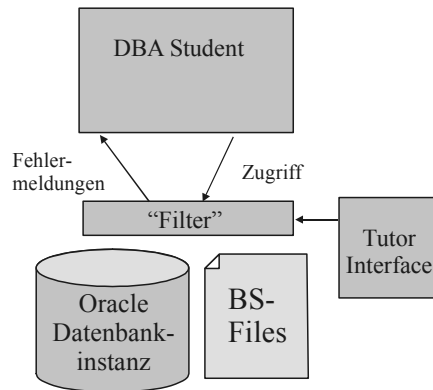 DBA Student
Fehler-
meldungen
Zugriff
“Filter”
Tutor
Interface
Oracle
Datenbank-
instanz
BS-
Files